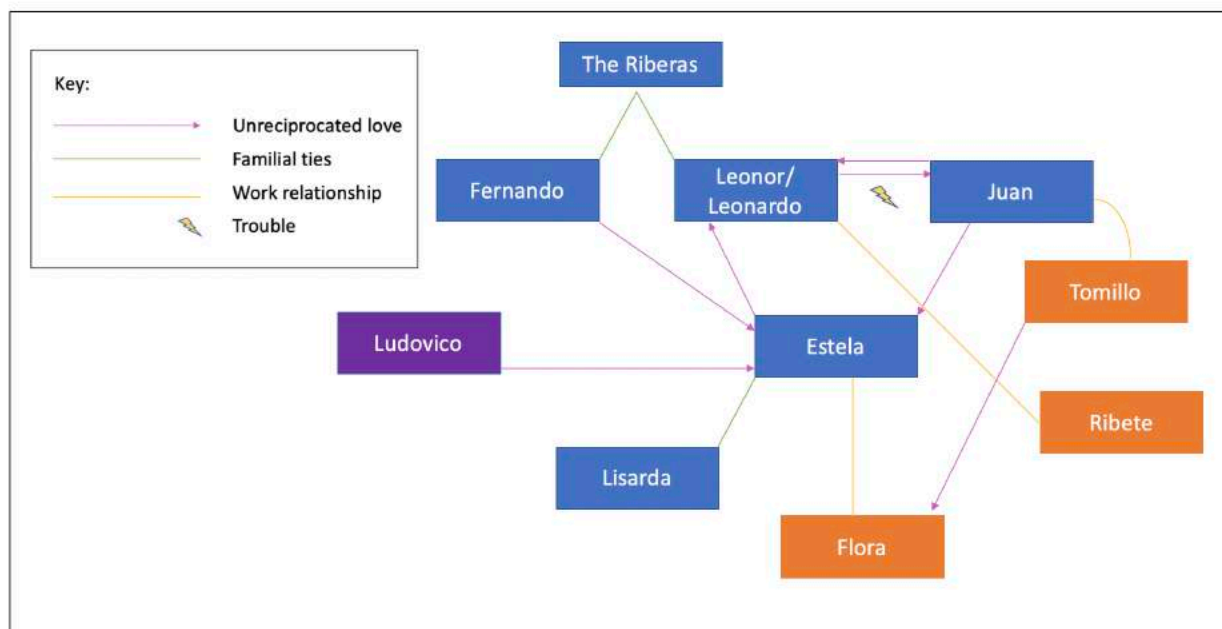 Key:
Unreciprocated love
Familial ties
Work relationship
Trouble
The Riberas
Fernando
Leonor/
Leonardo
Juan
Tomillo
Ludovico
Estela
Ribete
Lisarda
Flora